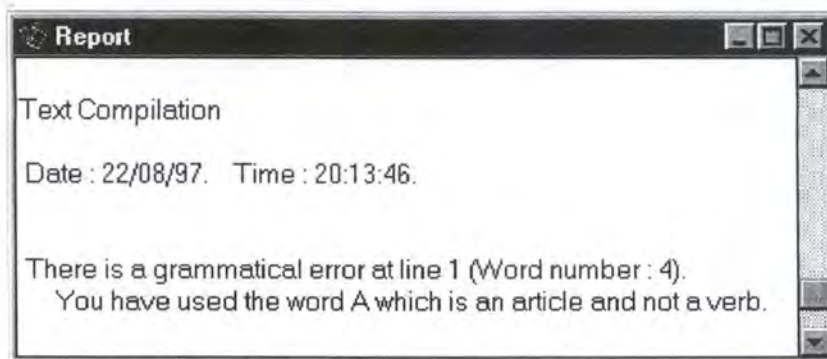 Report
Text Compilation
Date : 22/08/97. Time : 20:13:46.
There is a grammatical error at line 1 (Word number : 4).
You have used the word A which is an article and not a verb.